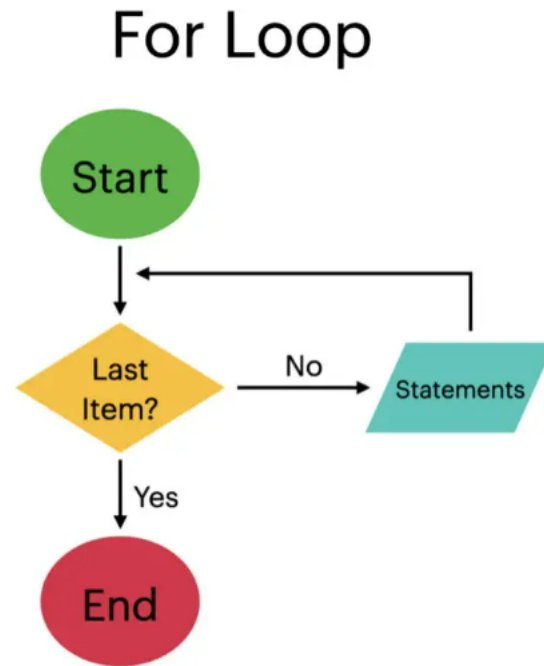 For Loop
Start
Last
Item?
No
Statements
Yes
End